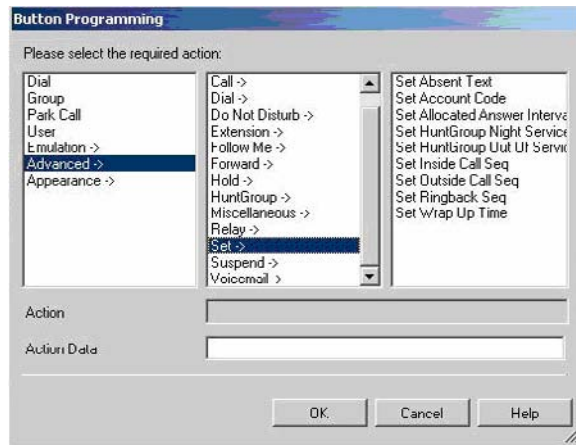 Button Programming
Please select the required action:
Dial
Group
Park Call
User
Emulation ->
Advanced ->
Appearance ->
Call ->
Dial ->
Do Not Disturb ->
Extension ->
Follow Me ->
Forward ->
Hold ->
HuntGroup ->
Miscellaneous ->
Relay ->
Set ->
Suspend ->
Voicemail ->
Set Absent Text
Set Account Code
Set Allocated Answer Interva
Set HuntGroup Night Service
Set HuntGroup Out Of Servic
Set Inside Call Seq
Set Outside Call Seq
Set Ringback Seq
Set Wrap Up Time
Action
Action Data
OK
Cancel
Help